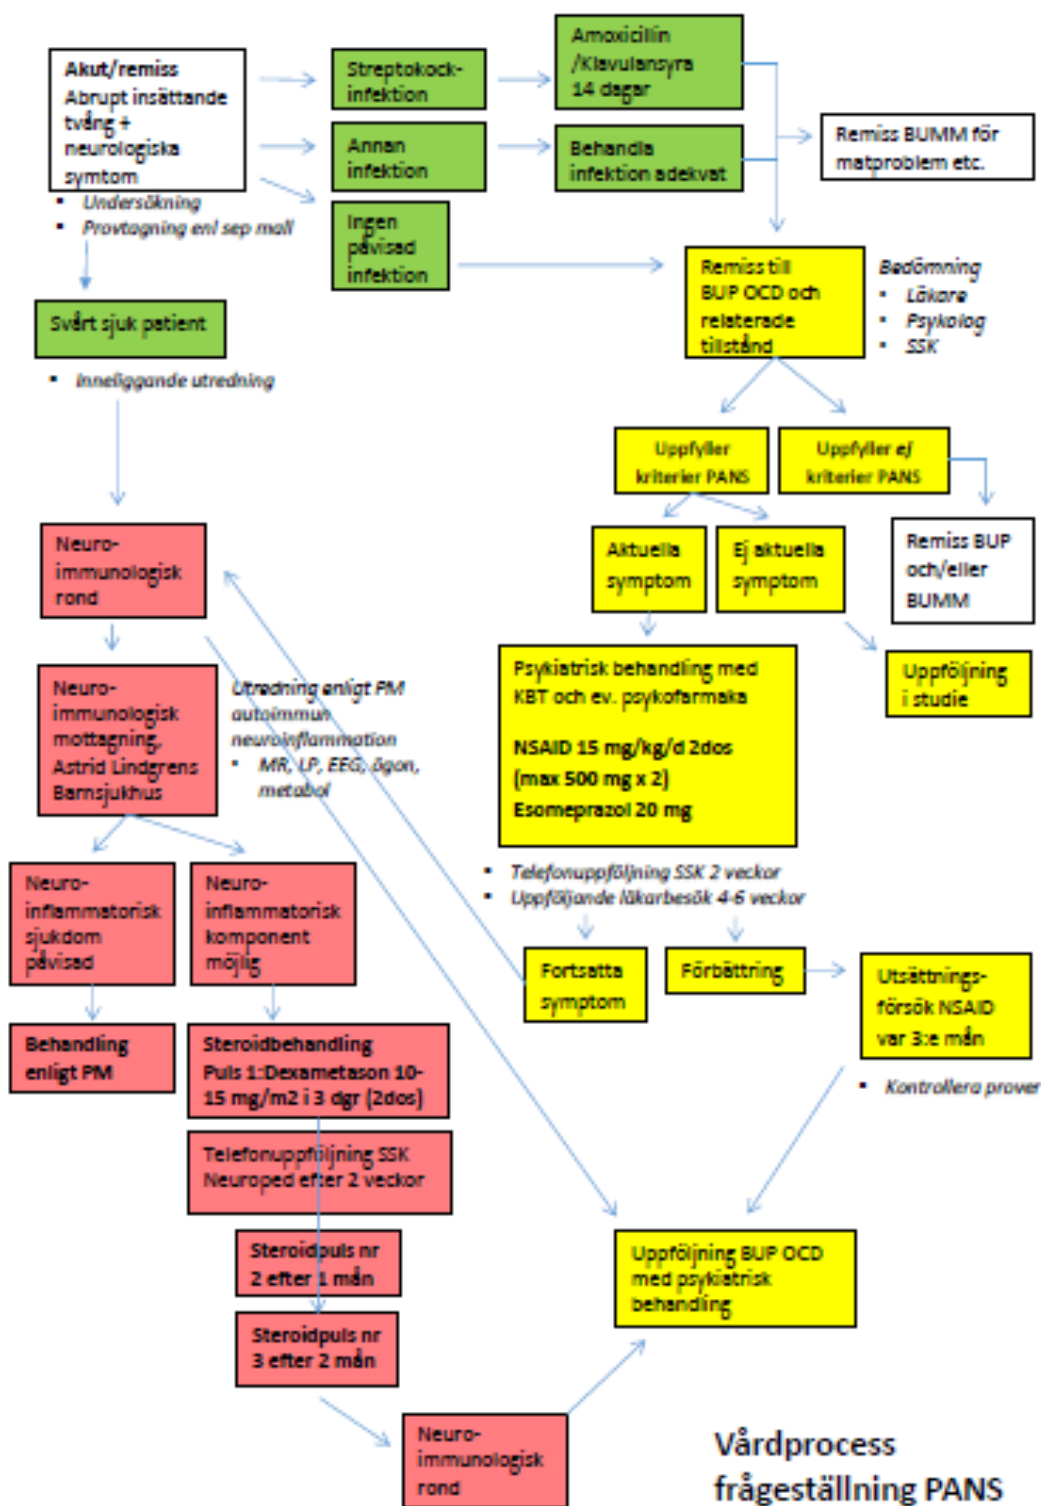 Akut/remiss
Abrupt insättande
tvång +
neurologiska
symtom
▪ Undersökning
▪ Provtagning enl sep mall
Streptokock-
infektion
Annan
infektion
Ingen
påvisad
infektion
Amoxicillin
/Klavulansyra
14 dagar
Behandla
infektion adekvat
Remiss BUMM för
matproblem etc.
Svårt sjuk patient
▪ Inneliggande utredning
Remiss till
BUP OCD och
relaterade
tillstånd
Bedömning
▪ Läkare
▪ Psykolog
▪ SSK
Uppfyller
kriterier PANS
Uppfyller ej
kriterier PANS
Aktuella
symptom
Ej aktuella
symptom
Remiss BUP
och/eller
BUMM
Uppföljning
i studie
Neuro-
immunologisk
rond
Neuro-
immunologisk
mottagning,
Astrid Lindgrens
Barnsjukhus
Utredning enligt PM
autoimmun
neuroinflammation
▪ MR, LP, EEG, ögon,
metabol
Psykiatrisk behandling med
KBT och ev. psykofarmaka
NSAID 15 mg/kg/d 2dos
(max 500 mg x 2)
Esomeprazol 20 mg
▪ Telefonuppföljning SSK 2 veckor
▪ Uppföljande läkarbesök 4-6 veckor
Neuro-
inflammatorisk
sjukdom
påvisad
Neuro-
inflammatorisk
komponent
möjlig
Fortsatta
symptom
Förbättring
Utsättnings-
försök NSAID
var 3:e mån
▪ Kontrollera prover
Behandling
enligt PM
Steroidbehandling
Puls 1:Dexametason 10-
15 mg/m2 i 3 dgr (2dos)
Telefonuppföljning SSK
Neuroped efter 2 veckor
Steroidpuls nr
2 efter 1 mån
Steroidpuls nr
3 efter 2 mån
Uppföljning BUP OCD
med psykiatrisk
behandling
Neuro-
immunologisk
rond
Vårdprocess
frågeställning PANS